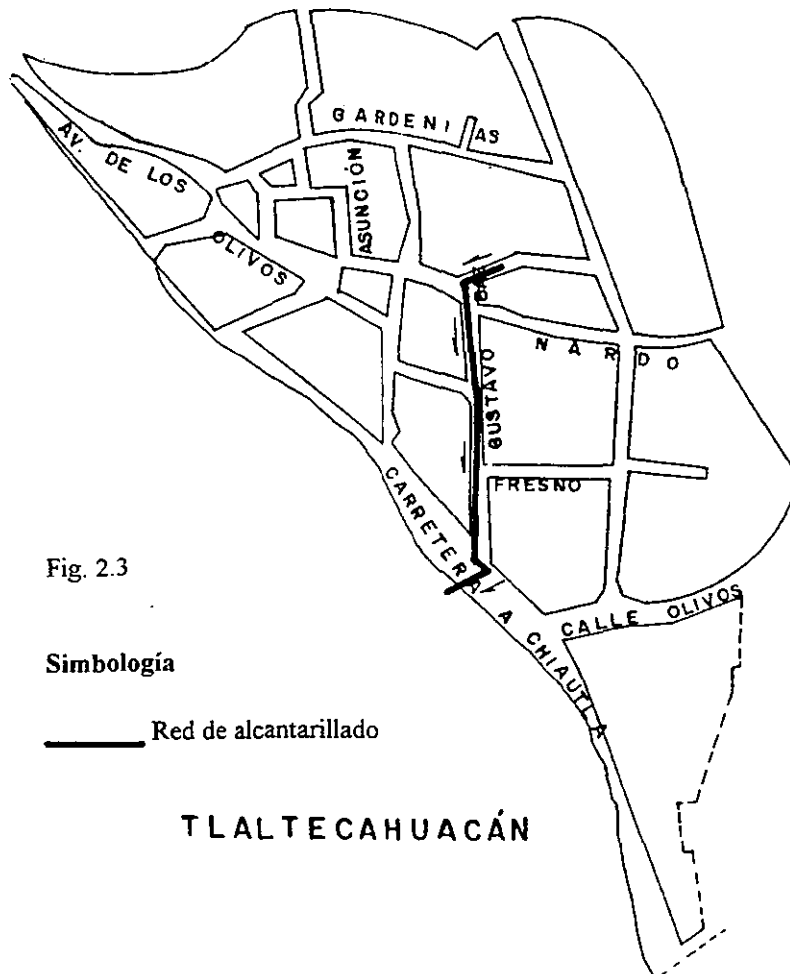 GARDENIAS
AV. DE LOS OLIVOS
ASUNCIÓN
GUSTAVO
NARDO
FRESNO
CARRETERA A CHIAUTLA
CALLE OLIVOS
Fig. 2.3
Simbología
Red de alcantarillado
TLALTECAHUACÁN